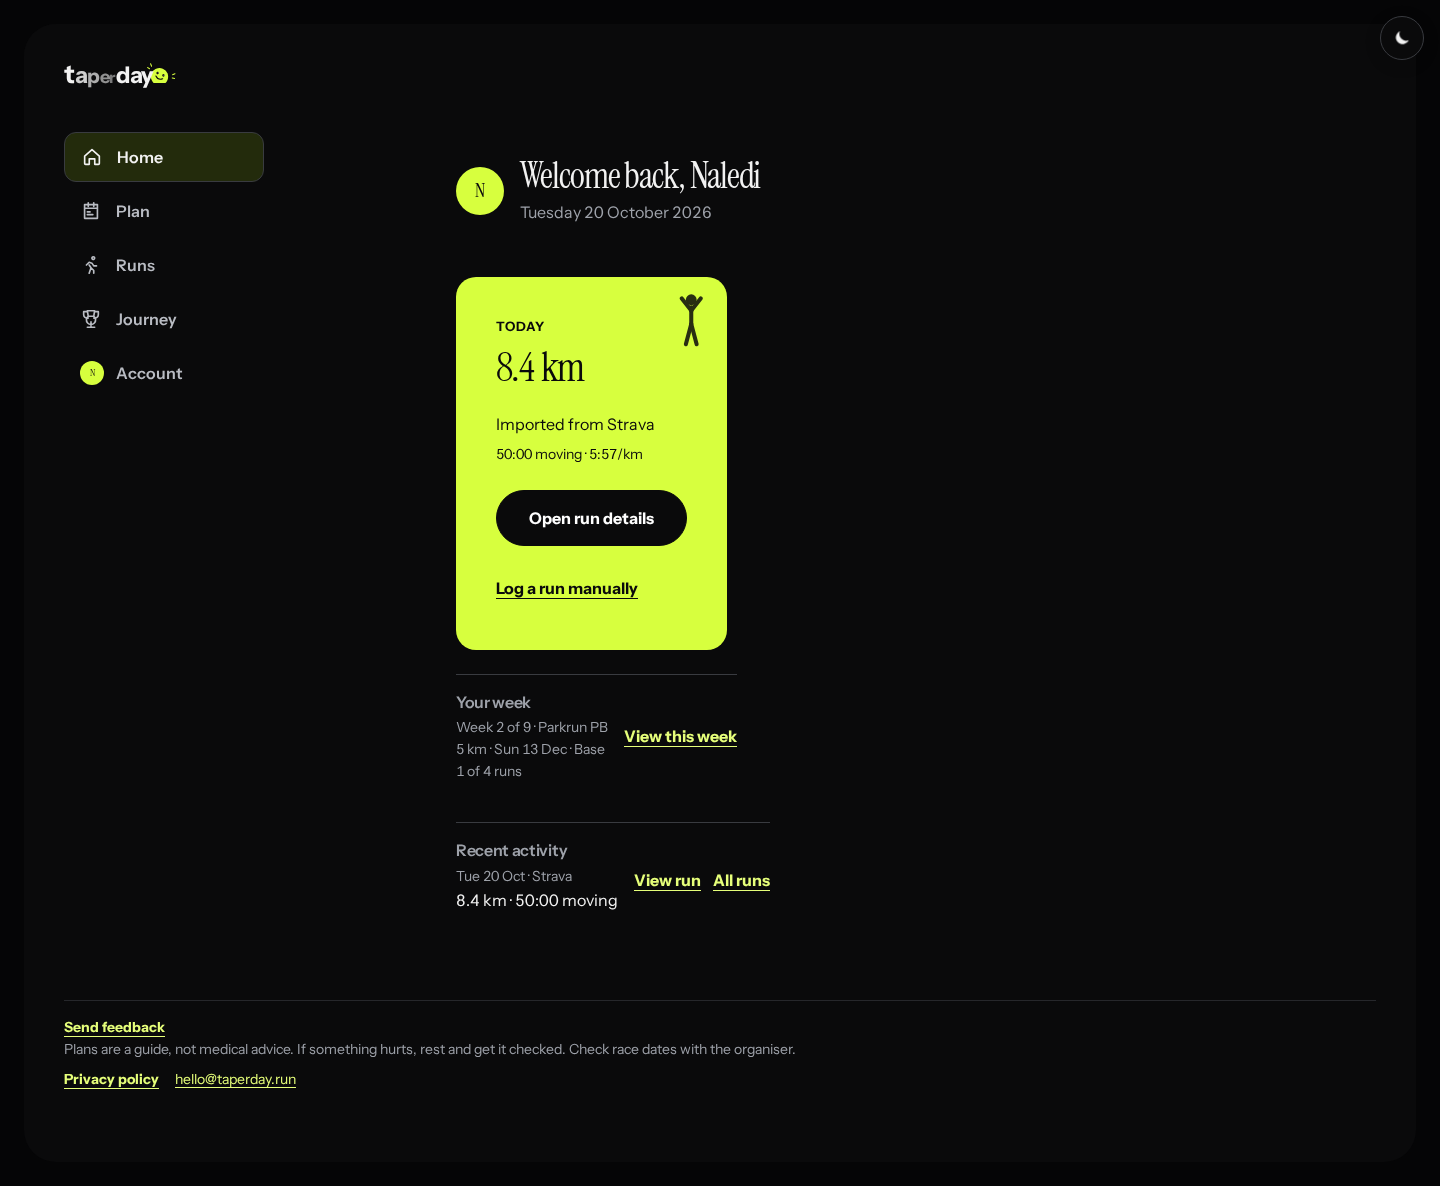 taperday
Home
Plan
Runs
Journey
N
Account
N
Welcome back, Naledi
Tuesday 20 October 2026
TODAY
8.4 km
Imported from Strava
50:00 moving · 5:57/km
Open run details
Log a run manually
Your week
Week 2 of 9 · Parkrun PB
5 km · Sun 13 Dec · Base
1 of 4 runs
View this week
Recent activity
Tue 20 Oct · Strava
8.4 km · 50:00 moving
View run
All runs
Send feedback
Plans are a guide, not medical advice. If something hurts, rest and get it checked. Check race dates with the organiser.
Privacy policy
hello@taperday.run